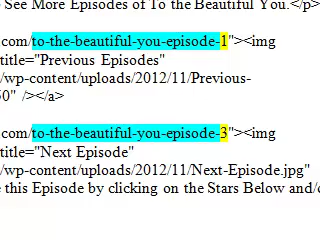 See More Episodes of To the Beautiful You.</p>
.com/to-the-beautiful-you-episode-1"><img
title="Previous Episodes"
/wp-content/uploads/2012/11/Previous-
50" /></a>
.com/to-the-beautiful-you-episode-3"><img
title="Next Episode"
/wp-content/uploads/2012/11/Next-Episode.jpg"
this Episode by clicking on the Stars Below and/